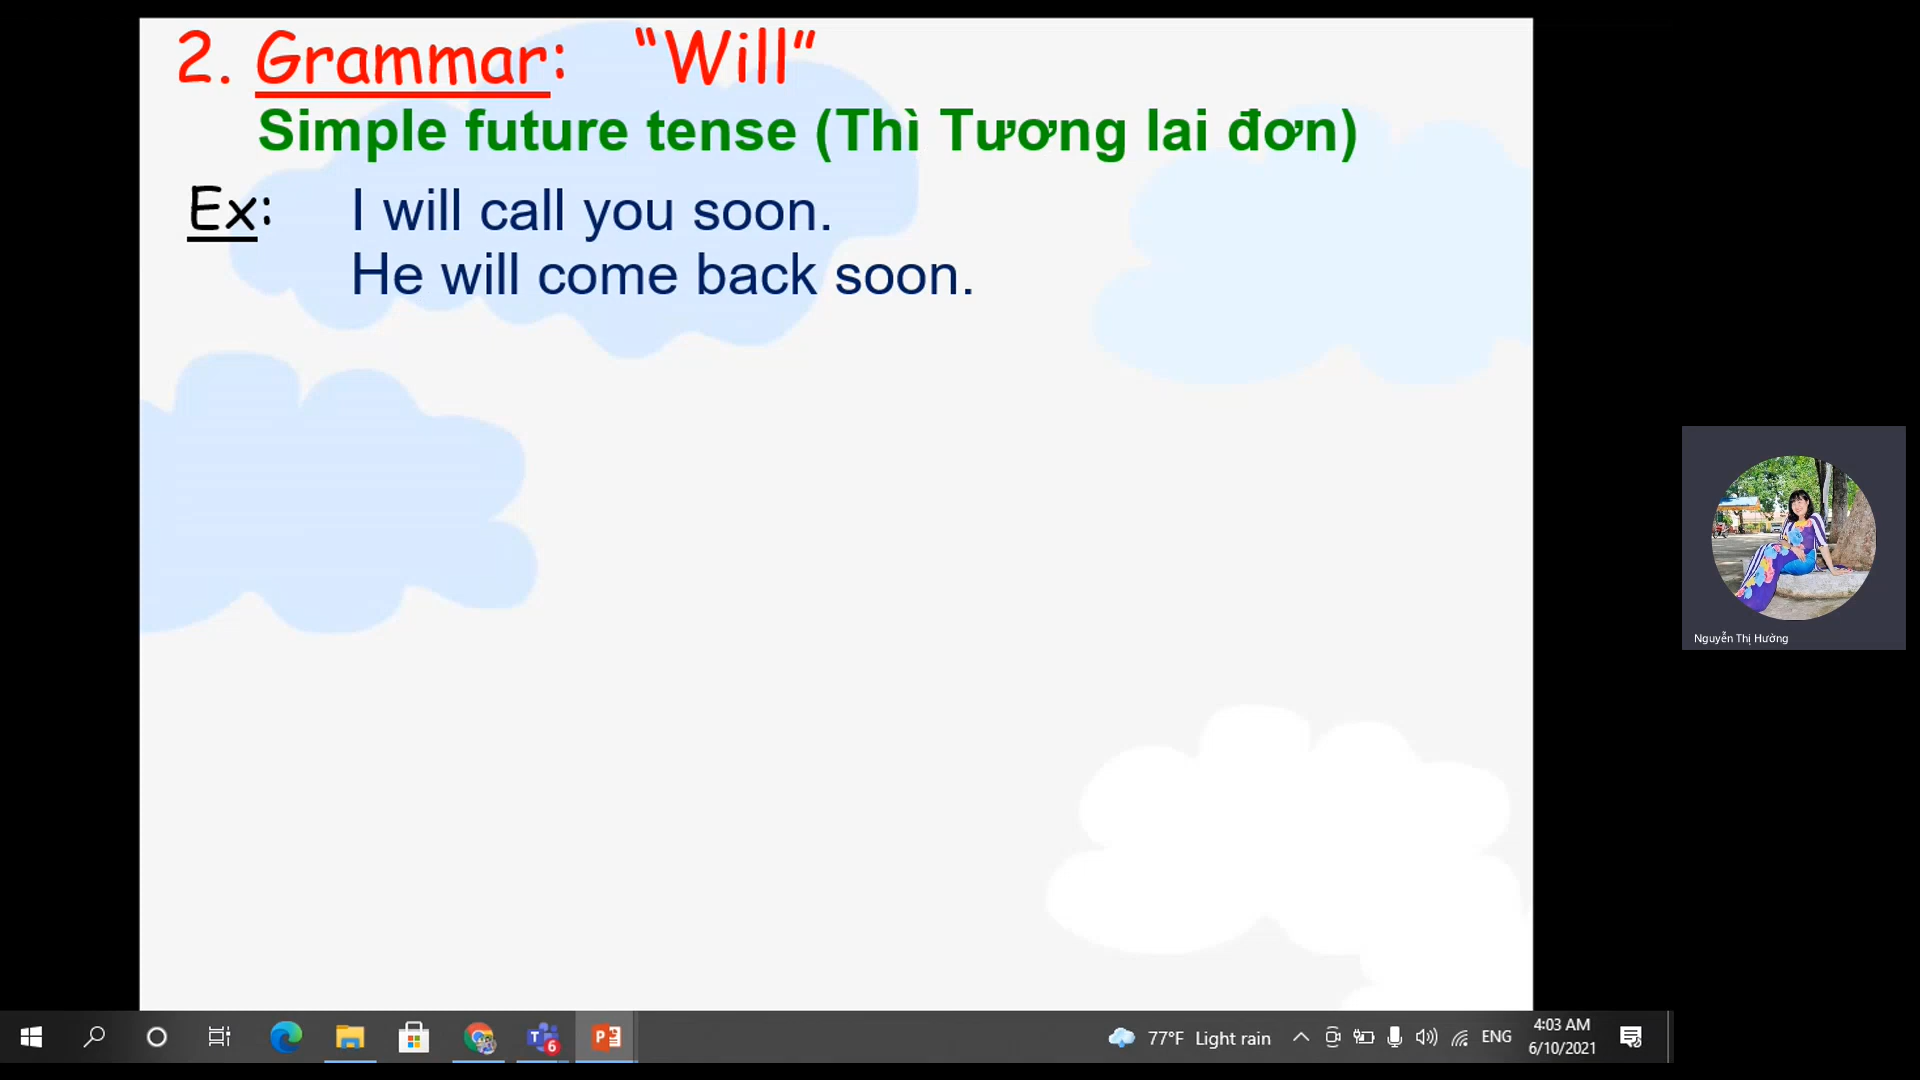 2. Grammar: “Will”
Simple future tense (Thì Tương lai đơn)
Ex: I will call you soon.
He will come back soon.
Nguyễn Thị Hường
77°F Light rain
ENG
4:03 AM
6/10/2021
6